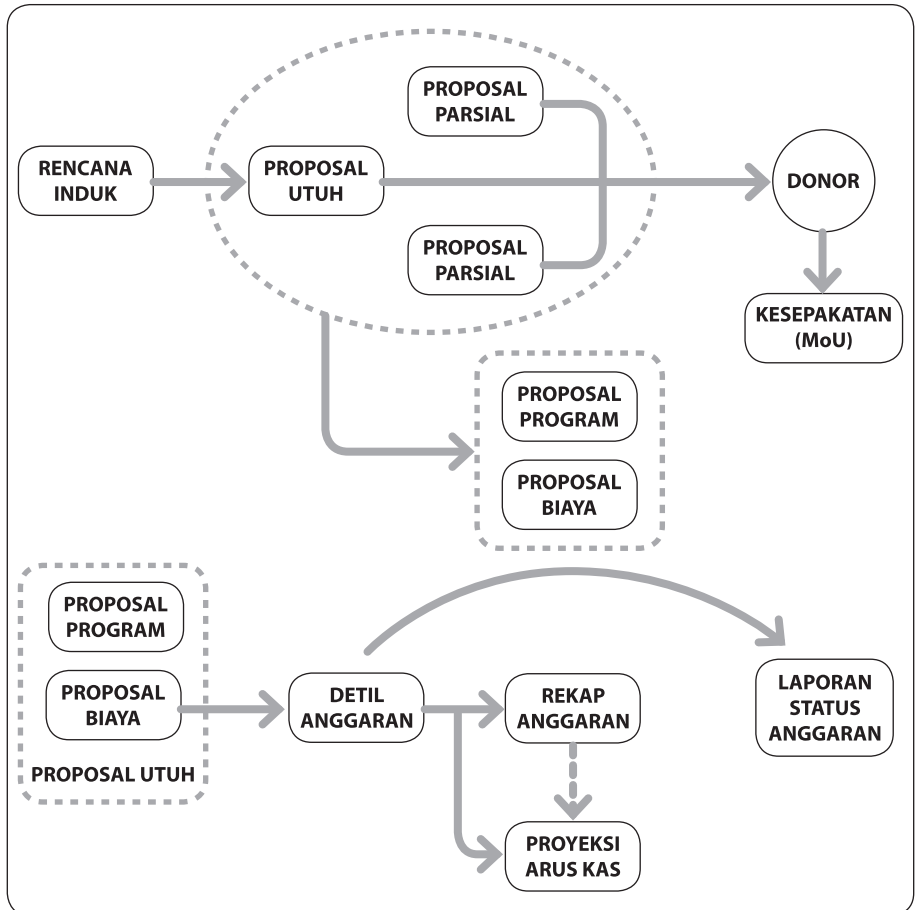 PROPOSAL
PARSIAL
RENCANA
INDUK
PROPOSAL
UTUH
DONOR
PROPOSAL
PARSIAL
KESEPAKATAN
(MoU)
PROPOSAL
PROGRAM
PROPOSAL
BIAYA
PROPOSAL
PROGRAM
PROPOSAL
BIAYA
PROPOSAL UTUH
DETIL
ANGGARAN
REKAP
ANGGARAN
LAPORAN
STATUS
ANGGARAN
PROYEKSI
ARUS KAS